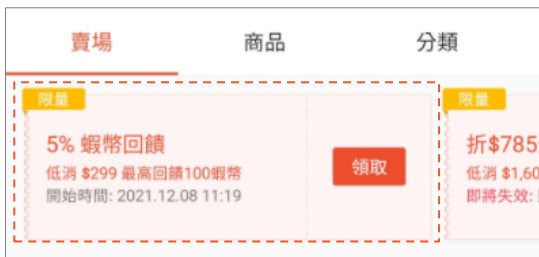 賣場 商品 分類
限量
5% 蝦幣回饋
低消 $299 最高回饋100蝦幣
開始時間: 2021.12.08 11:19
領取
限量
折$785
低消 $1,60
即將失效: